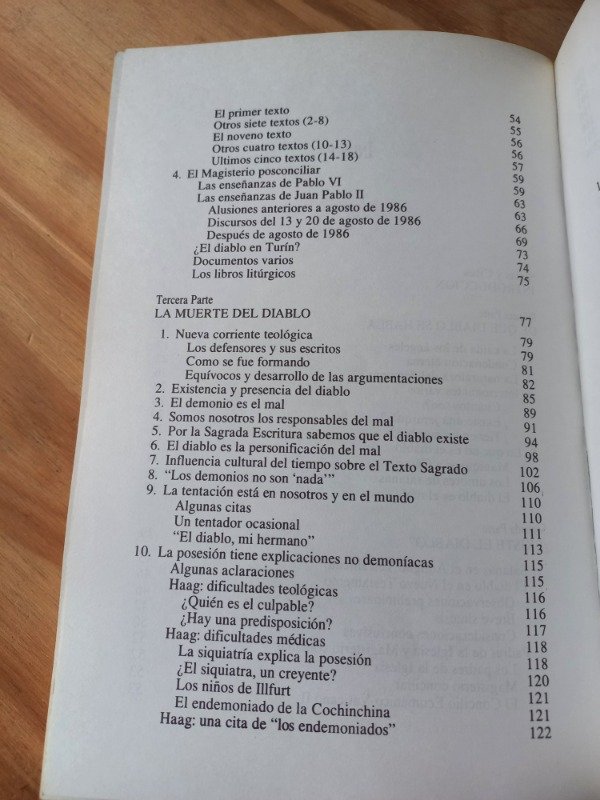 El primer texto 54
Otros siete textos (2-8) 55
El noveno texto 56
Otros cuatro textos (10-13) 56
Ultimos cinco textos (14-18) 57
4. El Magisterio posconciliar 59
Las enseñanzas de Pablo VI 59
Las enseñanzas de Juan Pablo II 63
Alusiones anteriores a agosto de 1986 63
Discursos del 13 y 20 de agosto de 1986 66
Después de agosto de 1986 69
¿El diablo en Turín? 73
Documentos varios 74
Los libros litúrgicos 75
Tercera Parte
LA MUERTE DEL DIABLO 77
1. Nueva corriente teológica 79
Los defensores y sus escritos 79
Como se fue formando 81
Equívocos y desarrollo de las argumentaciones 82
2. Existencia y presencia del diablo 85
3. El demonio es el mal 89
4. Somos nosotros los responsables del mal 91
5. Por la Sagrada Escritura sabemos que el diablo existe 94
6. El diablo es la personificación del mal 98
7. Influencia cultural del tiempo sobre el Texto Sagrado 102
8. “Los demonios no son ‘nada’” 106
9. La tentación está en nosotros y en el mundo 110
Algunas citas 110
Un tentador ocasional 111
“El diablo, mi hermano” 113
10. La posesión tiene explicaciones no demoníacas 115
Algunas aclaraciones 115
Haag: dificultades teológicas 116
¿Quién es el culpable? 116
¿Hay una predisposición? 117
Haag: dificultades médicas 118
La siquiatría explica la posesión 118
¿El siquiatra, un creyente? 120
Los niños de Illfurt 121
El endemoniado de la Cochinchina 121
Haag: una cita de “los endemoniados” 122